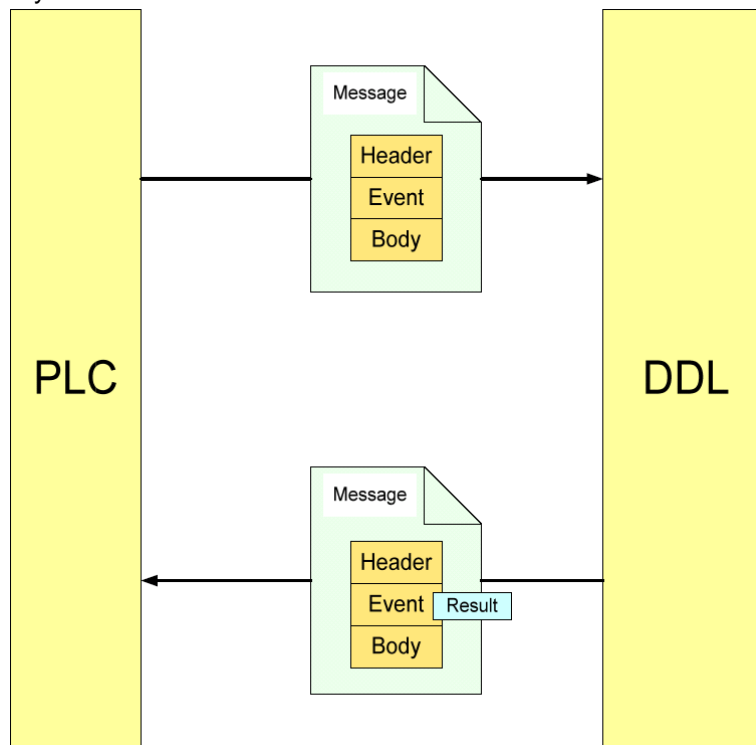 Message
Header
Event
Body
PLC
DDL
Message
Header
Event
Result
Body